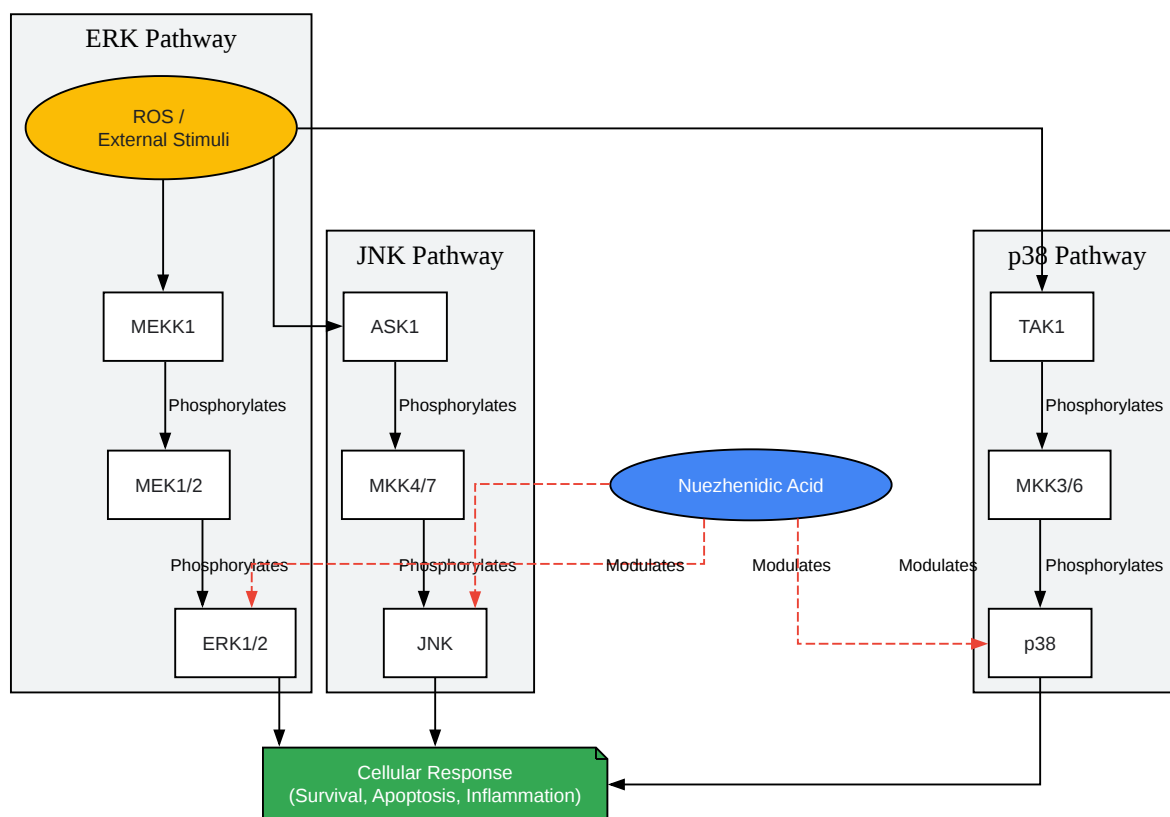 ERK Pathway
ROS /
External Stimuli
JNK Pathway
p38 Pathway
MEKK1
ASK1
TAK1
Phosphorylates
Phosphorylates
Phosphorylates
MEK1/2
MKK4/7
Nuezhenidic Acid
MKK3/6
Phosphorylates
Phosphorylates
Modulates
Modulates
Modulates
Phosphorylates
ERK1/2
JNK
p38
Cellular Response
(Survival, Apoptosis, Inflammation)